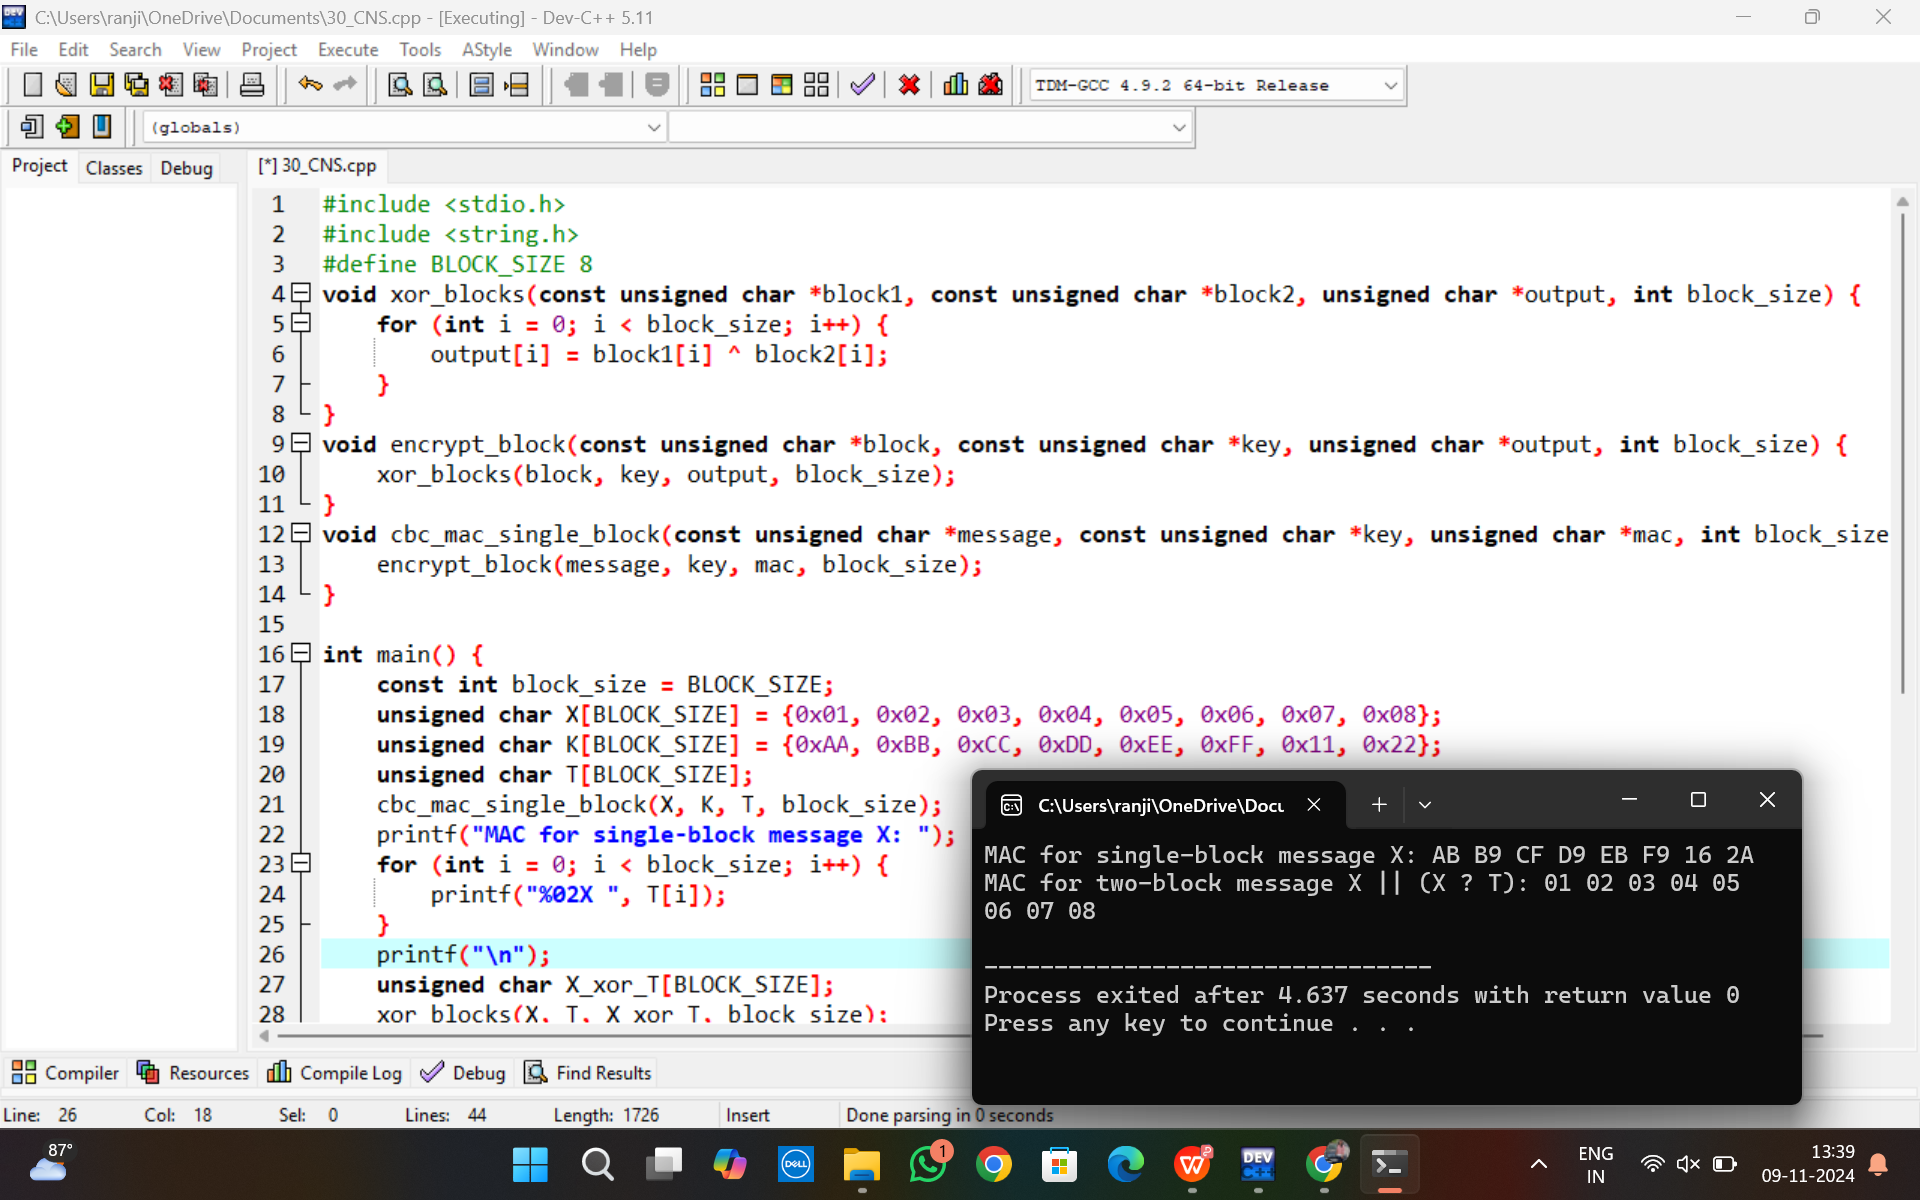 C:\Users\ranji\OneDrive\Documents\30_CNS.cpp - [Executing] - Dev-C++ 5.11
File Edit Search View Project Execute Tools AStyle Window Help
TDM-GCC 4.9.2 64-bit Release
(globals)
Project Classes Debug
[*] 30_CNS.cpp
1 #include <stdio.h>
2 #include <string.h>
3 #define BLOCK_SIZE 8
4 void xor_blocks(const unsigned char *block1, const unsigned char *block2, unsigned char *output, int block_size) {
5 for (int i = 0; i < block_size; i++) {
6 output[i] = block1[i] ^ block2[i];
7 }
8 }
9 void encrypt_block(const unsigned char *block, const unsigned char *key, unsigned char *output, int block_size) {
10 xor_blocks(block, key, output, block_size);
11 }
12 void cbc_mac_single_block(const unsigned char *message, const unsigned char *key, unsigned char *mac, int block_size
13 encrypt_block(message, key, mac, block_size);
14 }
15
16 int main() {
17 const int block_size = BLOCK_SIZE;
18 unsigned char X[BLOCK_SIZE] = {0x01, 0x02, 0x03, 0x04, 0x05, 0x06, 0x07, 0x08};
19 unsigned char K[BLOCK_SIZE] = {0xAA, 0xBB, 0xCC, 0xDD, 0xEE, 0xFF, 0x11, 0x22};
20 unsigned char T[BLOCK_SIZE];
21 cbc_mac_single_block(X, K, T, block_size);
22 printf("MAC for single-block message X: ");
23 for (int i = 0; i < block_size; i++) {
24 printf("%02X ", T[i]);
25 }
26 printf("\n");
27 unsigned char X_xor_T[BLOCK_SIZE];
28 xor_blocks(X, T, X_xor_T, block_size);
C:\Users\ranji\OneDrive\Docu
MAC for single-block message X: AB B9 CF D9 EB F9 16 2A
MAC for two-block message X || (X ? T): 01 02 03 04 05
06 07 08
--------------------------------
Process exited after 4.637 seconds with return value 0
Press any key to continue . . .
Compiler Resources Compile Log Debug Find Results
Line: 26 Col: 18 Sel: 0 Lines: 44 Length: 1726 Insert Done parsing in 0 seconds
87°
DELL
1
DEV C++
ENG
IN
13:39
09-11-2024